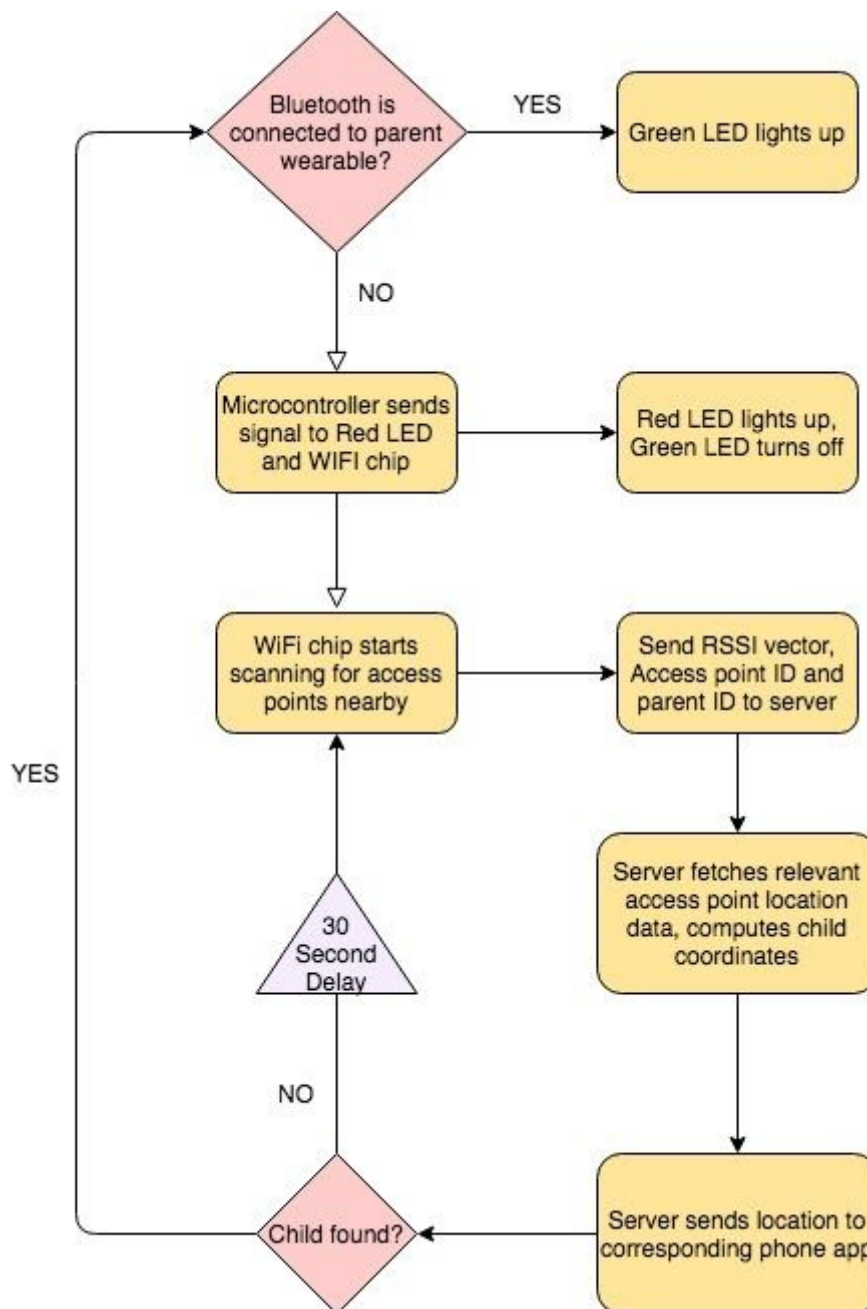 Bluetooth is
connected to parent
wearable?
YES
Green LED lights up
NO
Microcontroller sends
signal to Red LED
and WIFI chip
Red LED lights up,
Green LED turns off
WiFi chip starts
scanning for access
points nearby
Send RSSI vector,
Access point ID and
parent ID to server
YES
Server fetches relevant
access point location
data, computes child
coordinates
30
Second
Delay
NO
Child found?
Server sends location to
corresponding phone app